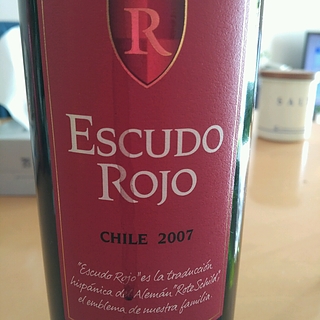 R
ESCUDO
ROJO
CHILE 2007
"Escudo Rojo" es la traducción
hispánica del Alemán "Rote Schild",
el emblema de nuestra familia.
SAL